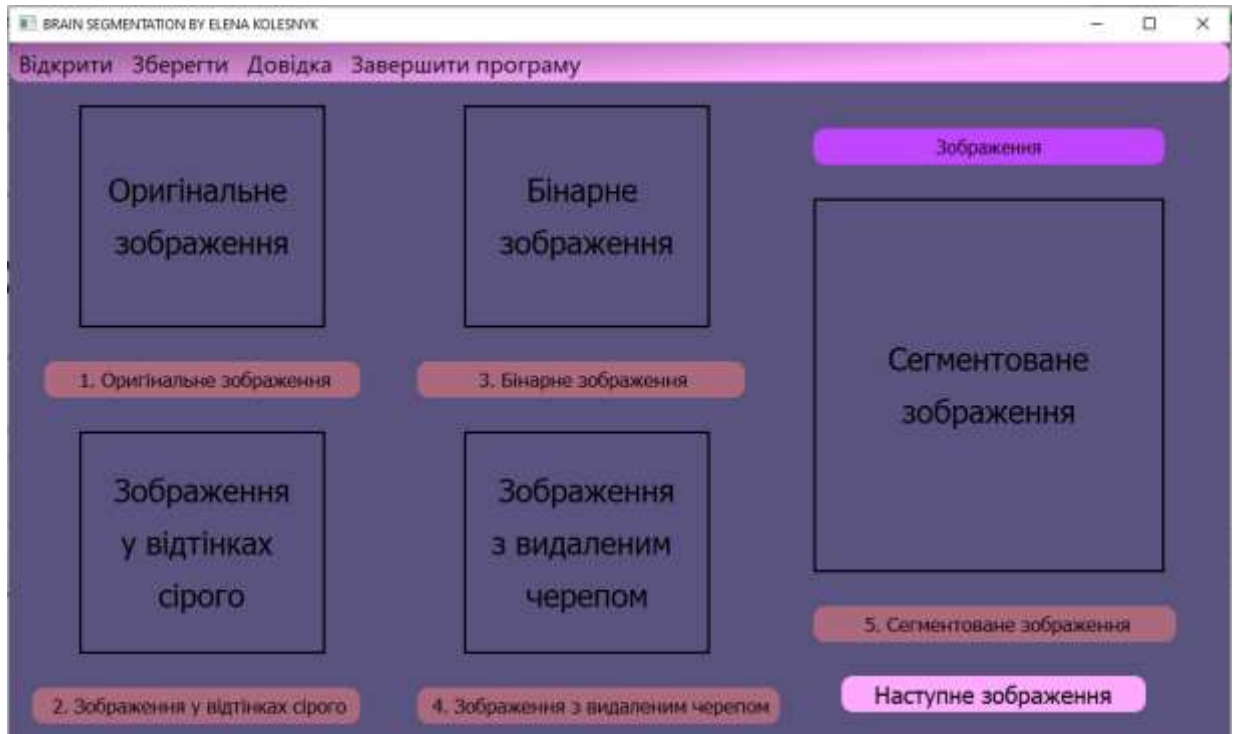 BRAIN SEGMENTATION BY ELENA KOLESNYK
Відкрити Зберегти Довідка Завершити програму
Оригінальне
зображення
1. Оригінальне зображення
Зображення
у відтінках
сірого
2. Зображення у відтінках сірого
Бінарне
зображення
3. Бінарне зображення
Зображення
з видаленим
черепом
4. Зображення з видаленим черепом
Зображення
Сегментоване
зображення
5. Сегментоване зображення
Наступне зображення